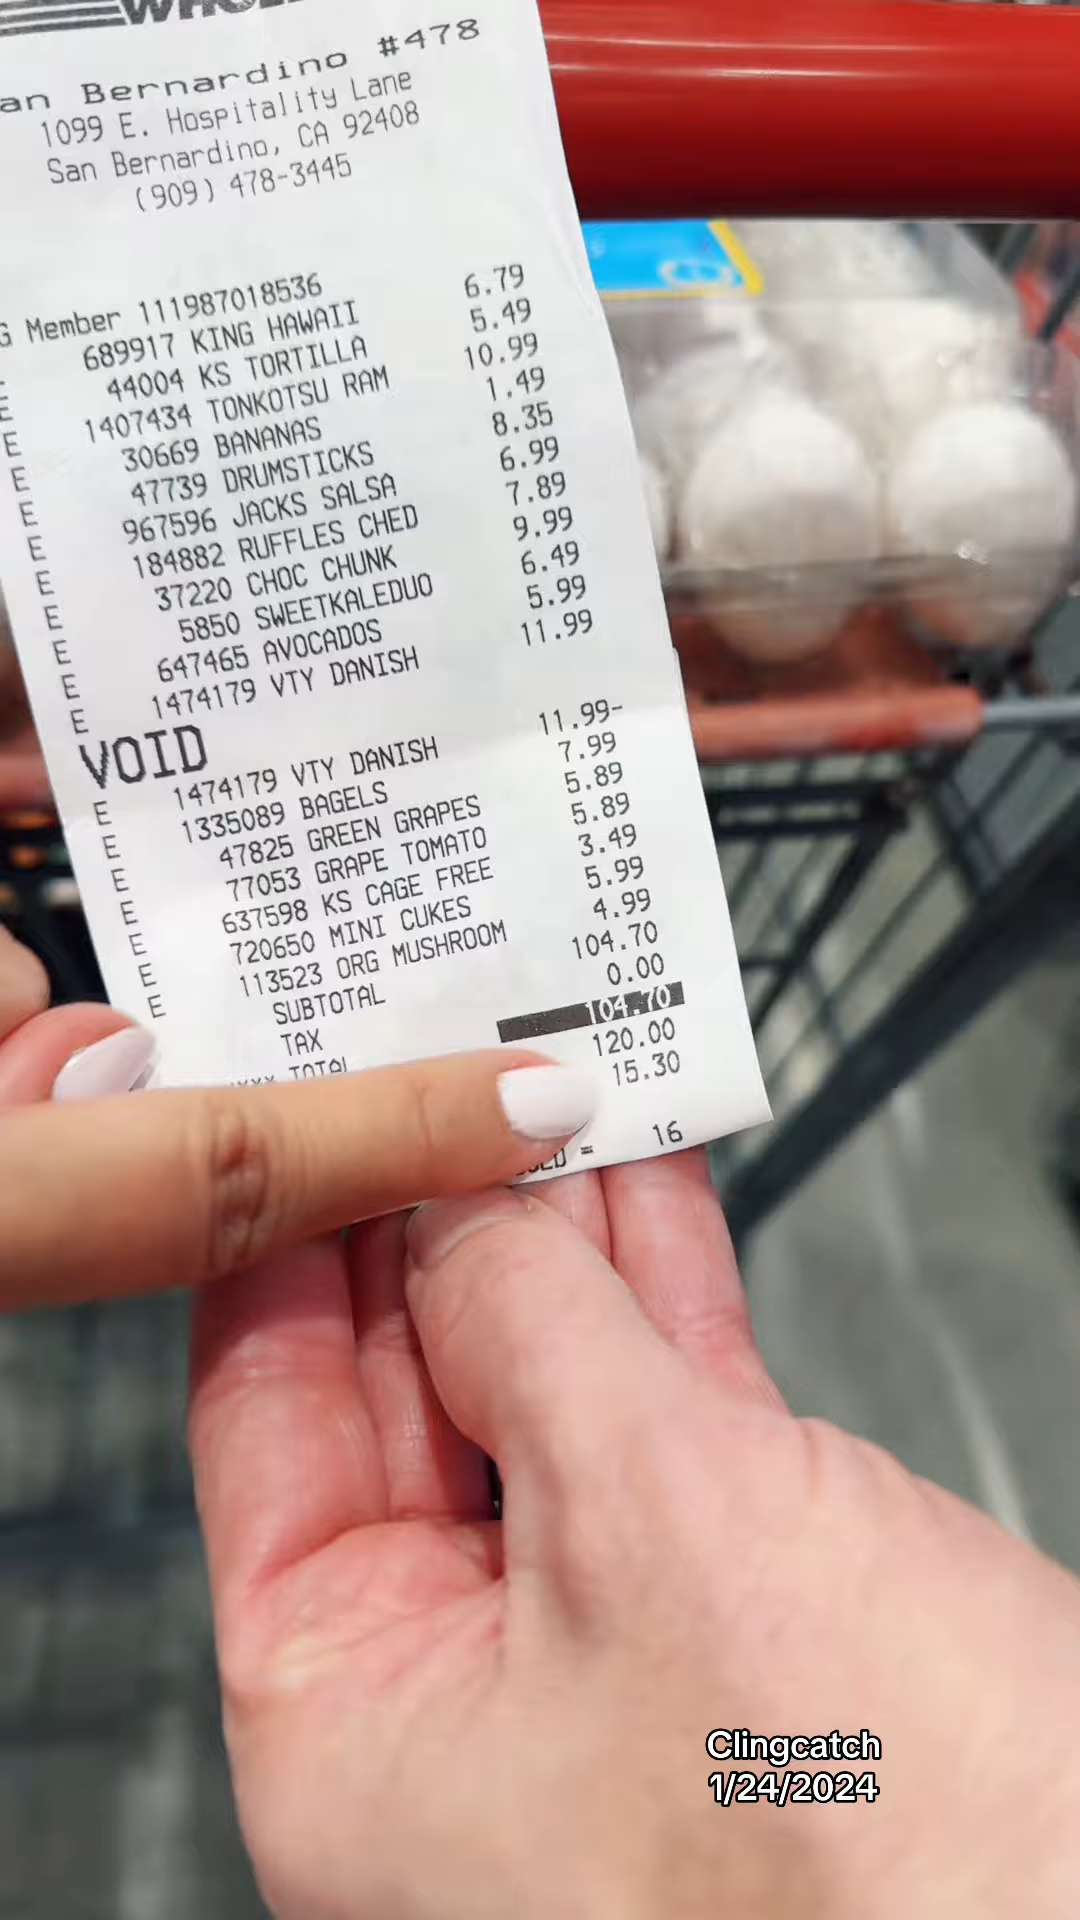 San Bernardino #478
1099 E. Hospitality Lane
San Bernardino, CA 92408
(909) 478-3445
G Member 111987018536
E 689917 KING HAWAII 6.79
E 44004 KS TORTILLA 5.49
E 1407434 TONKOTSU RAM 10.99
E 30669 BANANAS 1.49
E 47739 DRUMSTICKS 8.35
E 967596 JACKS SALSA 6.99
E 184882 RUFFLES CHED 7.89
E 37220 CHOC CHUNK 9.99
E 5850 SWEETKALEDUO 6.49
E 647465 AVOCADOS 5.99
E 1474179 VTY DANISH 11.99
VOID
E 1474179 VTY DANISH 11.99-
E 1335089 BAGELS 7.99
E 47825 GREEN GRAPES 5.89
E 77053 GRAPE TOMATO 5.89
E 637598 KS CAGE FREE 3.49
E 720650 MINI CUKES 5.99
E 113523 ORG MUSHROOM 4.99
SUBTOTAL 104.70
TAX 0.00
TOTAL 104.70
120.00
15.30
= 16
Clingcatch
1/24/2024